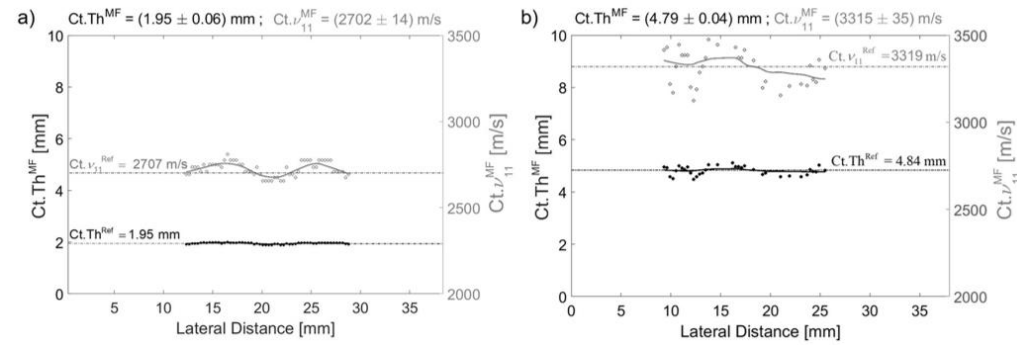 a) Ct.Th^MF = (1.95 ± 0.06) mm ; Ct.ν₁₁^MF = (2702 ± 14) m/s
10
8
6
4
2
0
Ct.Th^MF [mm]
3500
3000
2500
2000
Ct.ν₁₁^MF [m/s]
Ct.ν₁₁^Ref = 2707 m/s
Ct.Th^Ref = 1.95 mm
5 10 15 20 25 30 35
Lateral Distance [mm]
b) Ct.Th^MF = (4.79 ± 0.04) mm ; Ct.ν₁₁^MF = (3315 ± 35) m/s
10
8
6
4
2
0
Ct.Th^MF [mm]
3500
3000
2500
2000
Ct.ν₁₁^MF [m/s]
Ct.ν₁₁^Ref = 3319 m/s
Ct.Th^Ref = 4.84 mm
0 5 10 15 20 25 30 35
Lateral Distance [mm]